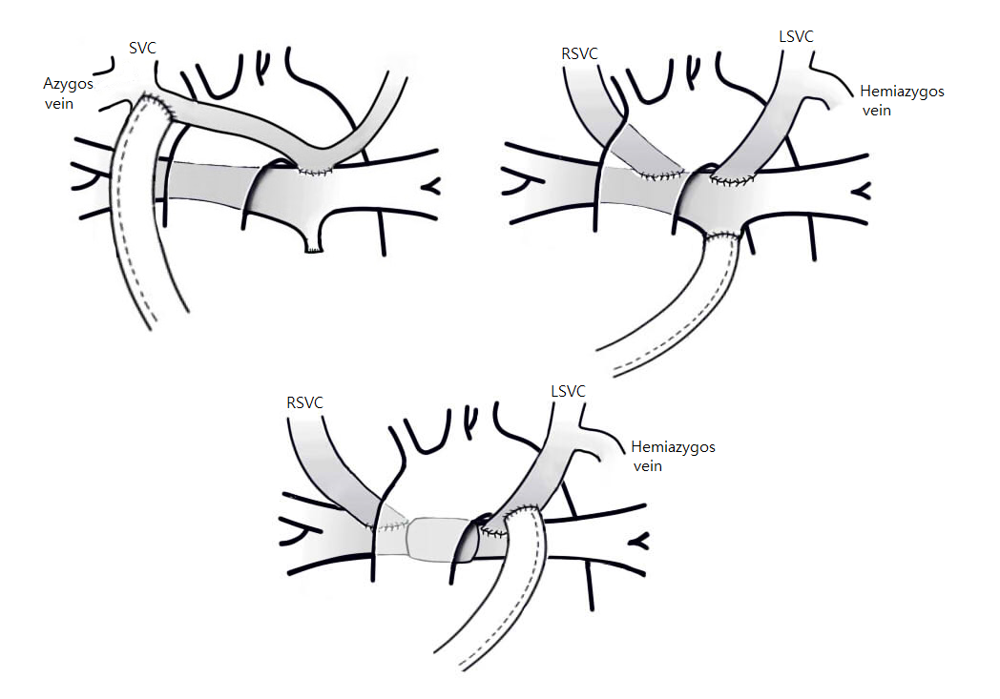 SVC
Azygos
vein
RSVC
LSVC
Hemiazygos
vein
RSVC
LSVC
Hemiazygos
vein